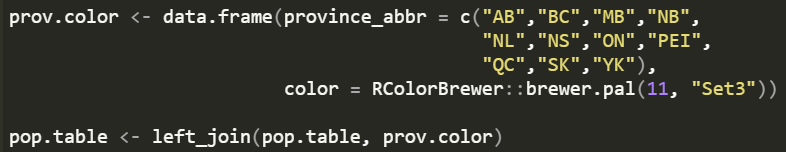 prov.color <- data.frame(province_abbr = c("AB","BC","MB","NB",
"NL","NS","ON","PEI",
"QC","SK","YK"),
color = RColorBrewer::brewer.pal(11, "Set3"))
pop.table <- left_join(pop.table, prov.color)